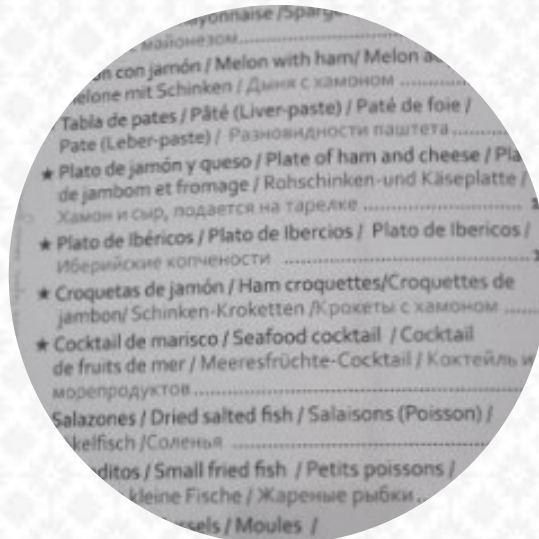 ayonnaise /Sparg
майонезом
con jamón / Melon with ham/ Melon a
elone mit Schinken / Дыня с хамоном
Tabla de pates / Pâté (Liver-paste) / Paté de foie /
Pate (Leber-paste) / Разновидности паштета
★ Plato de jamón y queso / Plate of ham and cheese / Pla
de jambom et fromage / Rohschinken-und Käseplatte /
Хамон и сыр, подается на тарелке
★ Plato de Ibéricos / Plato de Ibercios / Plato de Ibericos /
Иберийские копчености
★ Croquetas de jamón / Ham croquettes/Croquettes de
jambon/ Schinken-Kroketten /Крокеты с хамоном
★ Cocktail de marisco / Seafood cocktail / Cocktail
de fruits de mer / Meeresfrüchte-Cocktail / Коктейль и
морепродуктов
Salazones / Dried salted fish / Salaisons (Poisson) /
kelfisch /Соленья
ditos / Small fried fish / Petits poissons /
kleine Fische / Жареные рыбки
ssels / Moules /